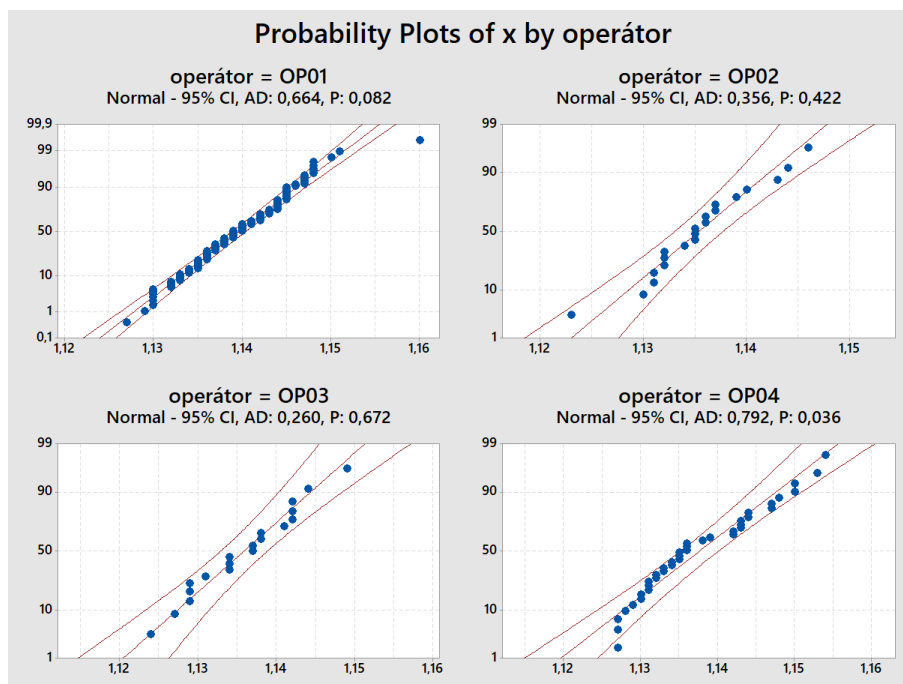 Probability Plots of x by operátor
operátor = OP01
Normal - 95% CI, AD: 0,664, P: 0,082
99,9
99
90
50
10
1
0,1
1,12 1,13 1,14 1,15 1,16
operátor = OP02
Normal - 95% CI, AD: 0,356, P: 0,422
99
90
50
10
1
1,12 1,13 1,14 1,15
operátor = OP03
Normal - 95% CI, AD: 0,260, P: 0,672
99
90
50
10
1
1,12 1,13 1,14 1,15 1,16
operátor = OP04
Normal - 95% CI, AD: 0,792, P: 0,036
99
90
50
10
1
1,12 1,13 1,14 1,15 1,16